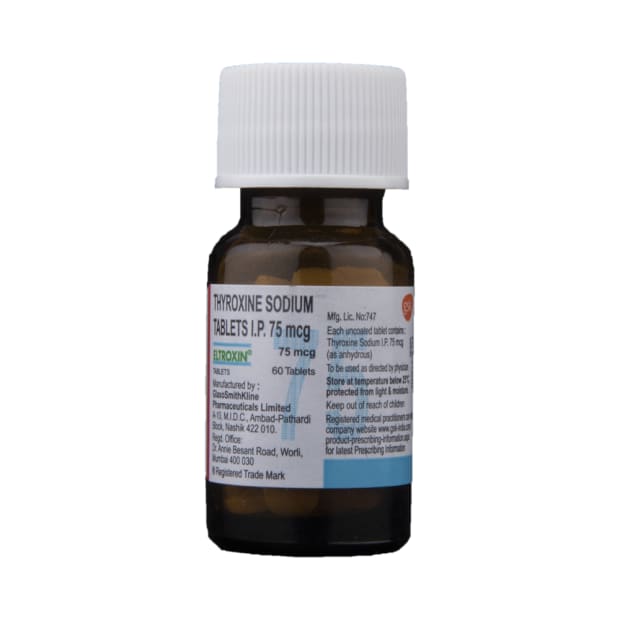 THYROXINE SODIUM
TABLETS I.P. 75 mcg
75 mcg
ELTROXIN®
TABLETS
60 Tablets
Manufactured by :
GlaxoSmithKline
Pharmaceuticals Limited
A-10, M.I.D.C., Ambad-Pathardi
Block, Nashik 422 010.
Regd. Office:
Dr. Annie Besant Road, Worli,
Mumbai 400 030
® Registered Trade Mark
75
gsk
Mfg. Lic. No:747
Each uncoated tablet contains:
Thyroxine Sodium I.P. 75 mcg
(as anhydrous)
To be used as directed by physician
Store at temperature below 25°C
protected from light & moisture.
Keep out of reach of children
Registered medical practitioners can
company website www.gsk-india.com
product-prescribing-information
for latest Prescribing Information